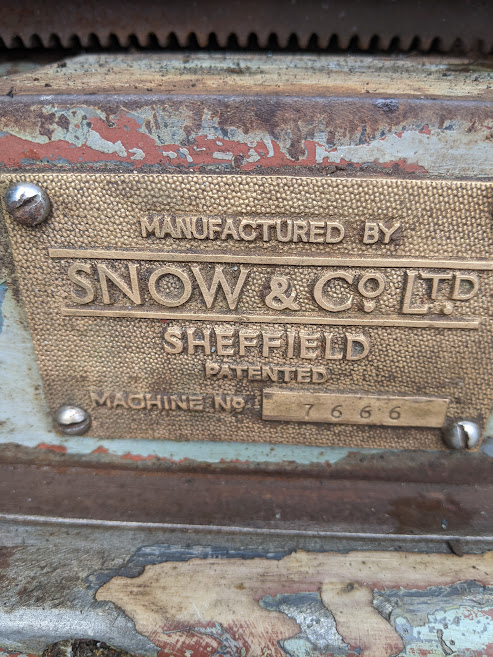 MANUFACTURED BY
SNOW & Co. LTD.
SHEFFIELD
PATENTED
MACHINE No 7666